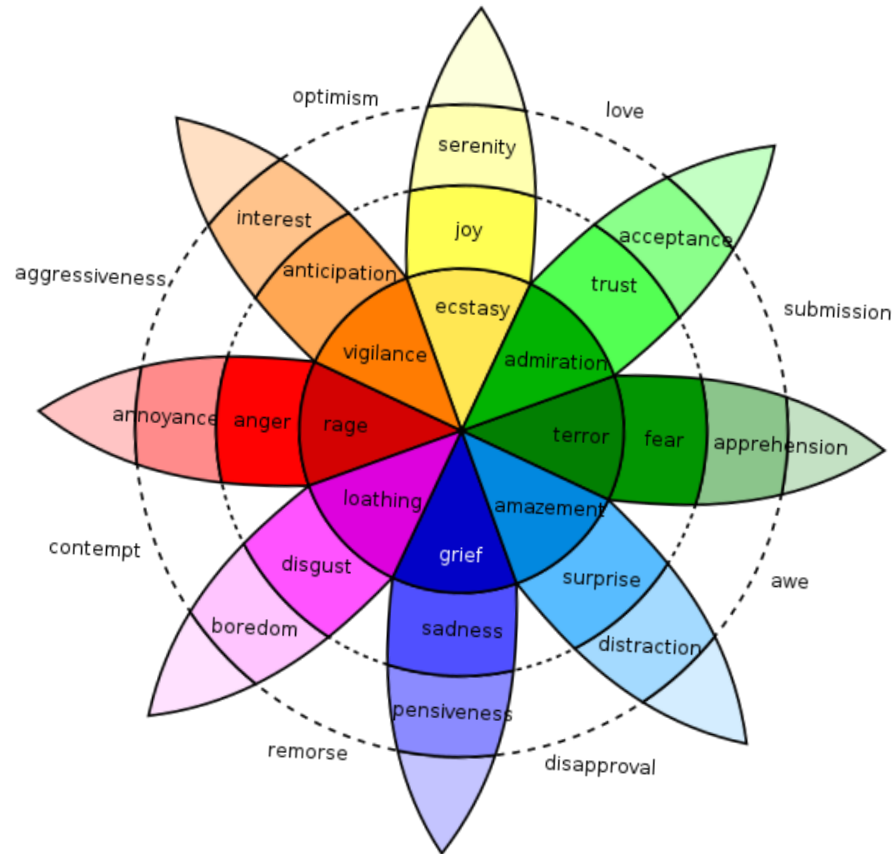 optimism
love
serenity
interest
joy
acceptance
aggressiveness
anticipation
trust
ecstasy
submission
vigilance
admiration
annoyance
anger
rage
terror
fear
apprehension
loathing
amazement
contempt
grief
disgust
surprise
awe
boredom
sadness
distraction
pensiveness
remorse
disapproval